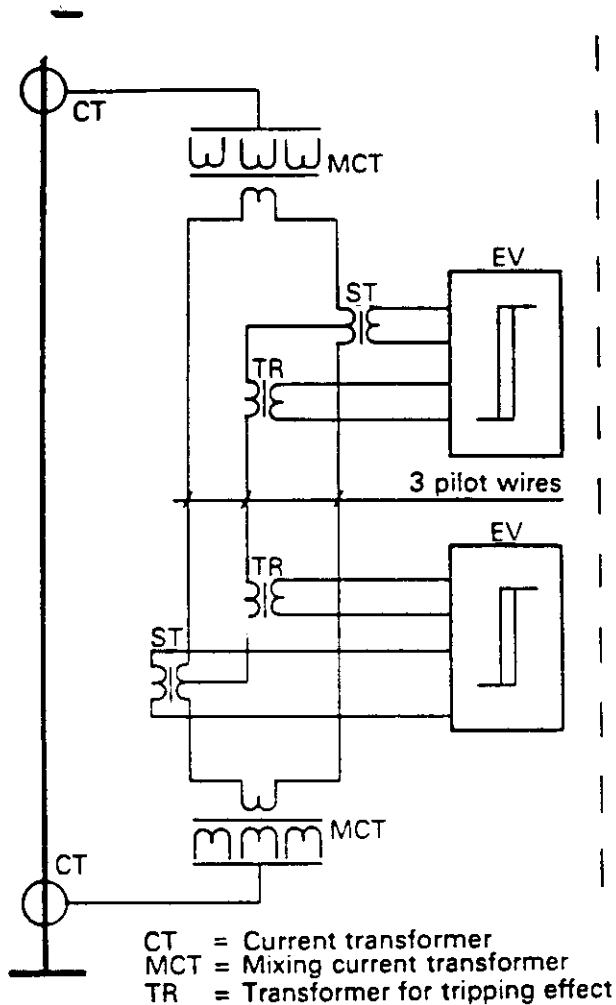 CT
MCT
EV
ST
TR
3 pilot wires
EV
TR
ST
MCT
CT
CT = Current transformer
MCT = Mixing current transformer
TR = Transformer for tripping effect